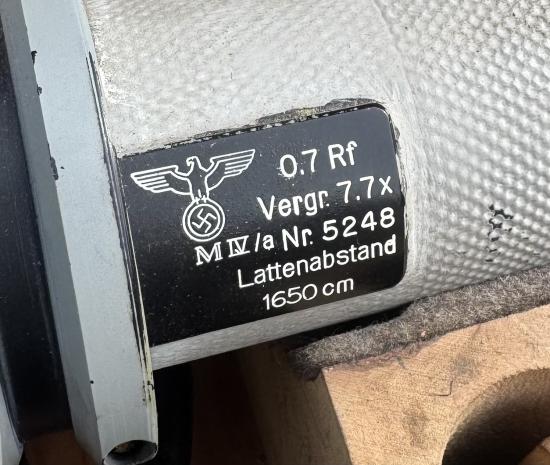 0.7 Rf
Vergr. 7.7x
M IV/a Nr. 5248
Lattenabstand
1650 cm